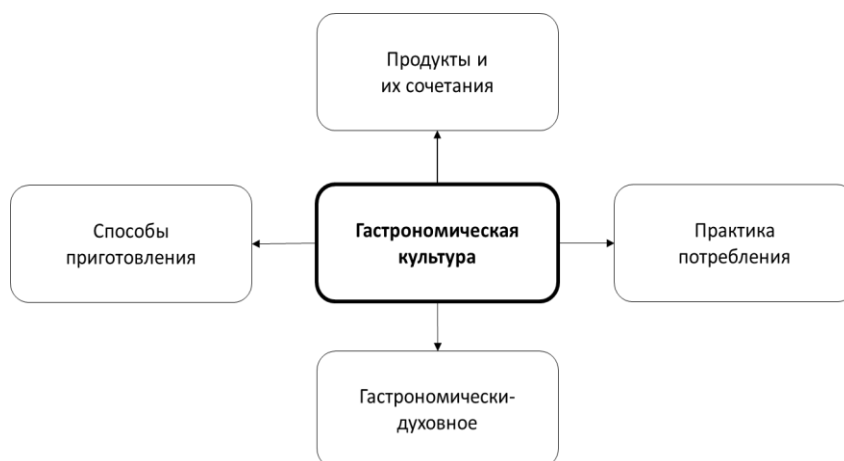 Продукты и
их сочетания
Способы
приготовления
Гастрономическая
культура
Практика
потребления
Гастрономически-
духовное